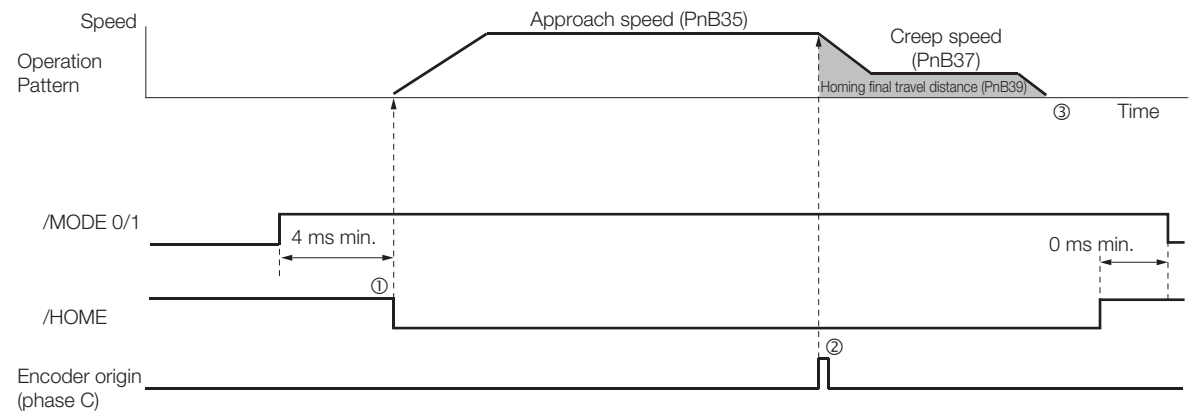 Speed
Approach speed (PnB35)
Creep speed
(PnB37)
Operation
Pattern
Homing final travel distance (PnB39)
③
Time
/MODE 0/1
4 ms min.
0 ms min.
①
/HOME
②
Encoder origin
(phase C)